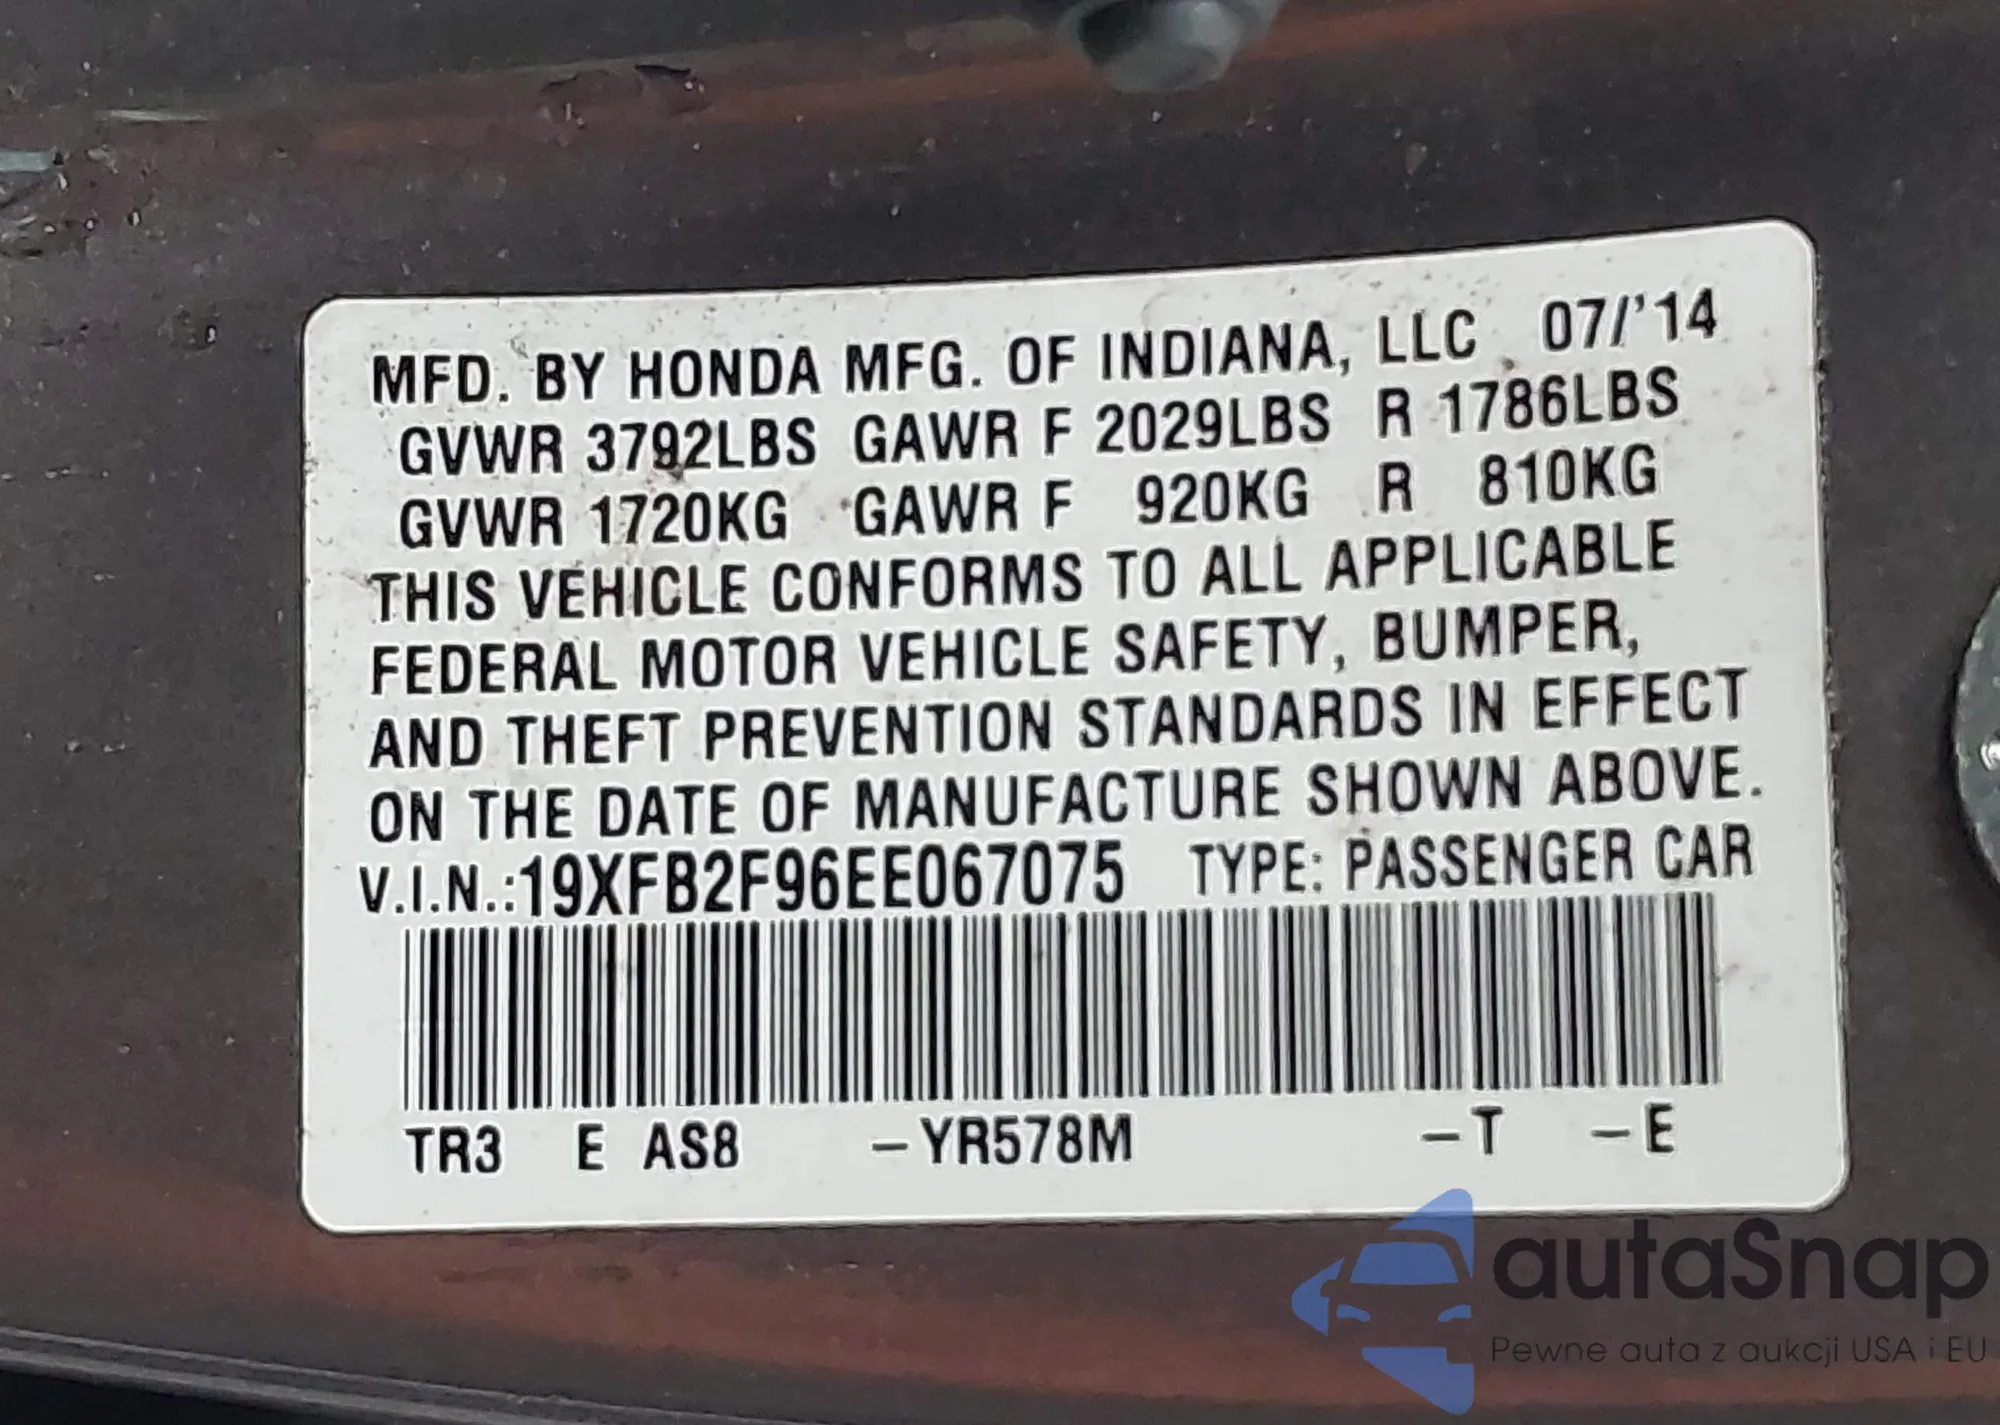 MFD. BY HONDA MFG. OF INDIANA, LLC 07/'14
GVWR 3792LBS GAWR F 2029LBS R 1786LBS
GVWR 1720KG GAWR F 920KG R 810KG
THIS VEHICLE CONFORMS TO ALL APPLICABLE
FEDERAL MOTOR VEHICLE SAFETY, BUMPER,
AND THEFT PREVENTION STANDARDS IN EFFECT
ON THE DATE OF MANUFACTURE SHOWN ABOVE.
V.I.N.:19XFB2F96EE067075 TYPE: PASSENGER CAR
TR3 E AS8 –YR578M –T –E
autaSnap
Pewne auta z aukcji USA i EU